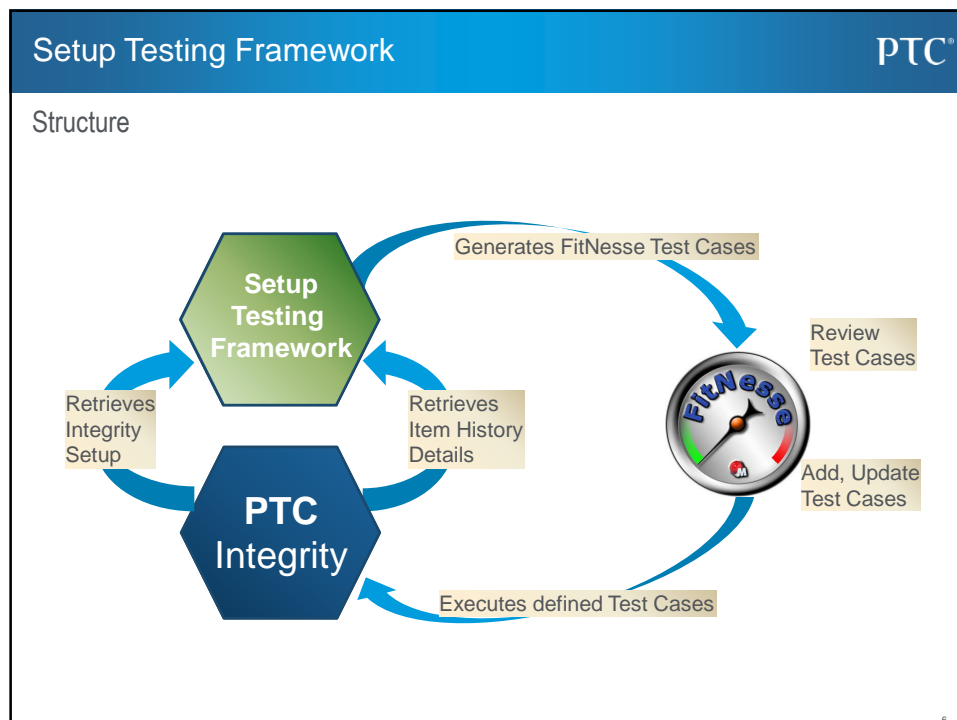 Setup Testing Framework
PTC®
Structure
Generates FitNesse Test Cases
Setup
Testing
Framework
Review
Test Cases
FitNesse
Retrieves
Integrity
Setup
Retrieves
Item History
Details
M
Add, Update
Test Cases
PTC
Integrity
Executes defined Test Cases
6